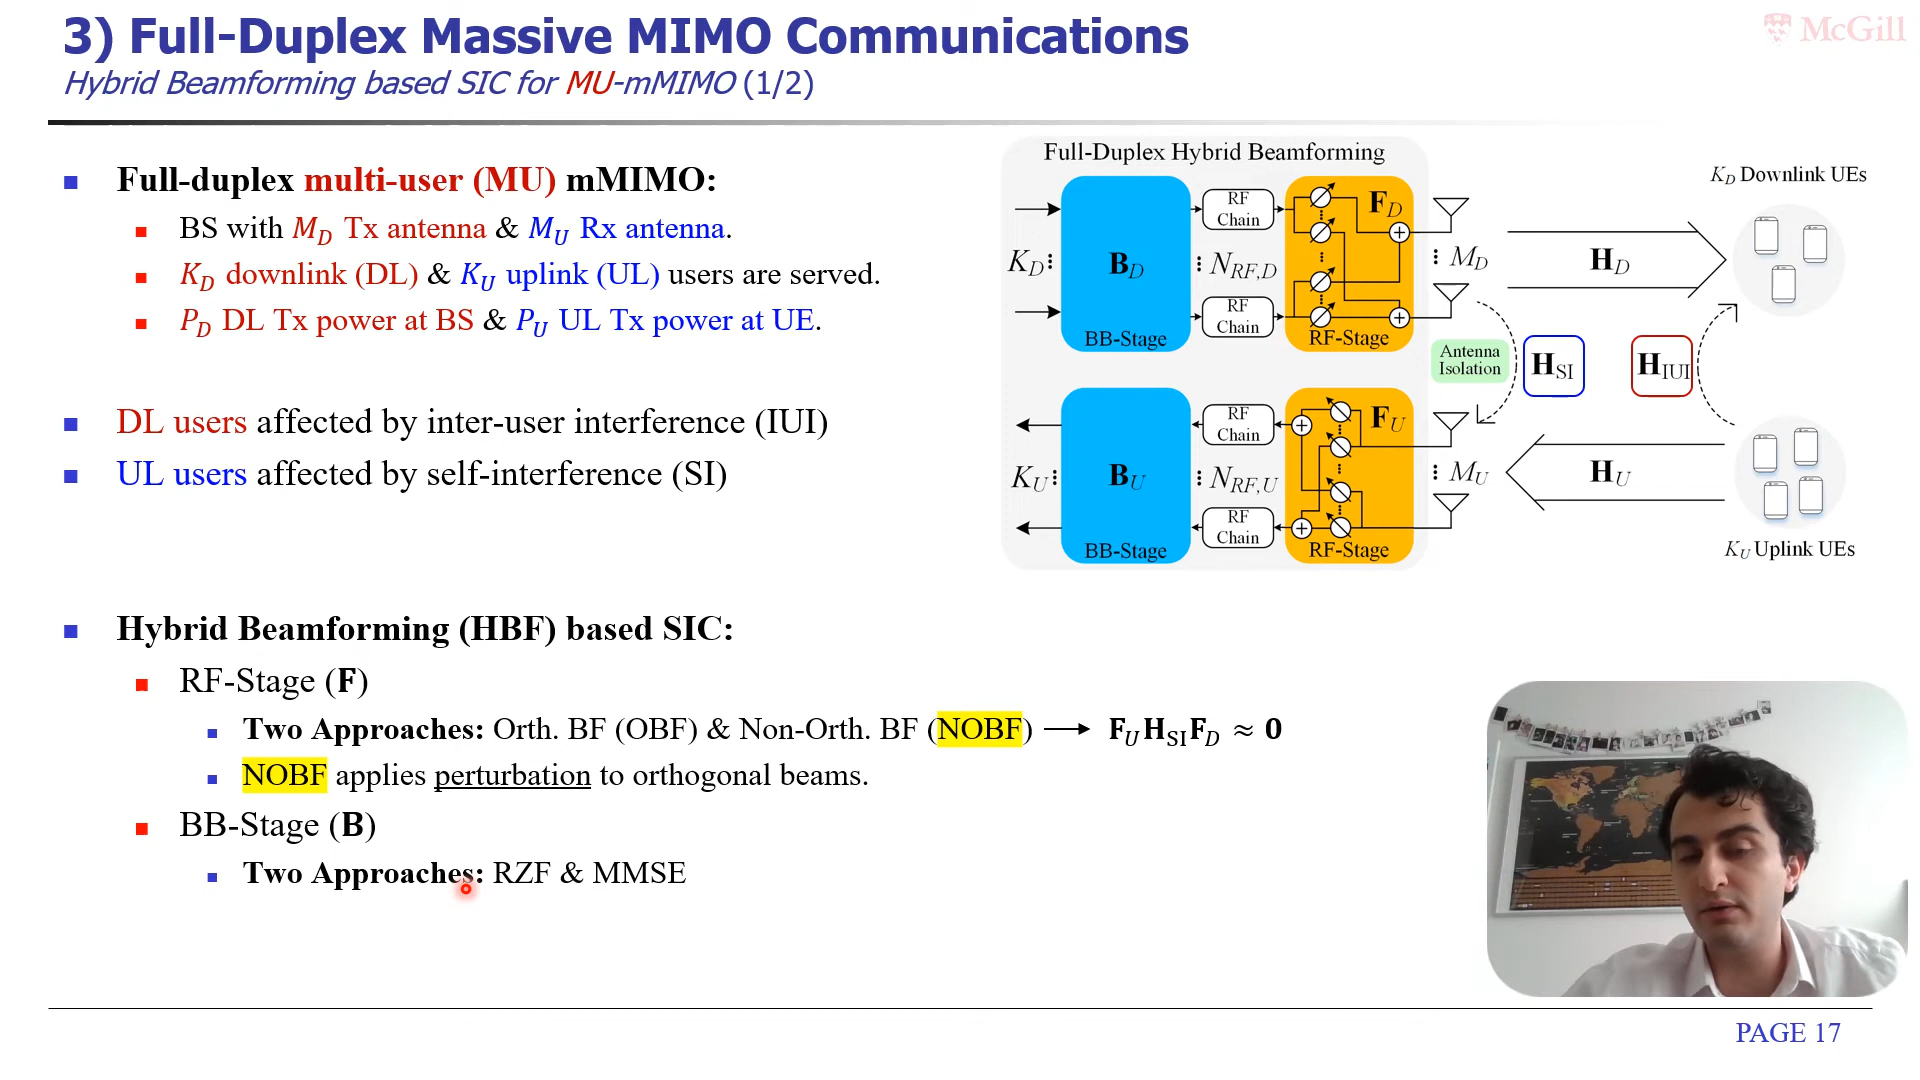 3) Full-Duplex Massive MIMO Communications
McGill
Hybrid Beamforming based SIC for MU-mMIMO (1/2)
Full-duplex multi-user (MU) mMIMO:
BS with M_D Tx antenna & M_U Rx antenna.
K_D downlink (DL) & K_U uplink (UL) users are served.
P_D DL Tx power at BS & P_U UL Tx power at UE.
DL users affected by inter-user interference (IUI)
UL users affected by self-interference (SI)
Full-Duplex Hybrid Beamforming
K_D
B_D
BB-Stage
RF
Chain
N_{RF,D}
RF
Chain
F_D
RF-Stage
M_D
H_D
K_D Downlink UEs
Antenna
Isolation
H_SI
H_IUI
K_U
B_U
BB-Stage
RF
Chain
N_{RF,U}
RF
Chain
F_U
RF-Stage
M_U
H_U
K_U Uplink UEs
Hybrid Beamforming (HBF) based SIC:
RF-Stage (F)
Two Approaches: Orth. BF (OBF) & Non-Orth. BF (NOBF) → F_U H_SI F_D ≈ 0
NOBF applies perturbation to orthogonal beams.
BB-Stage (B)
Two Approaches: RZF & MMSE
PAGE 17